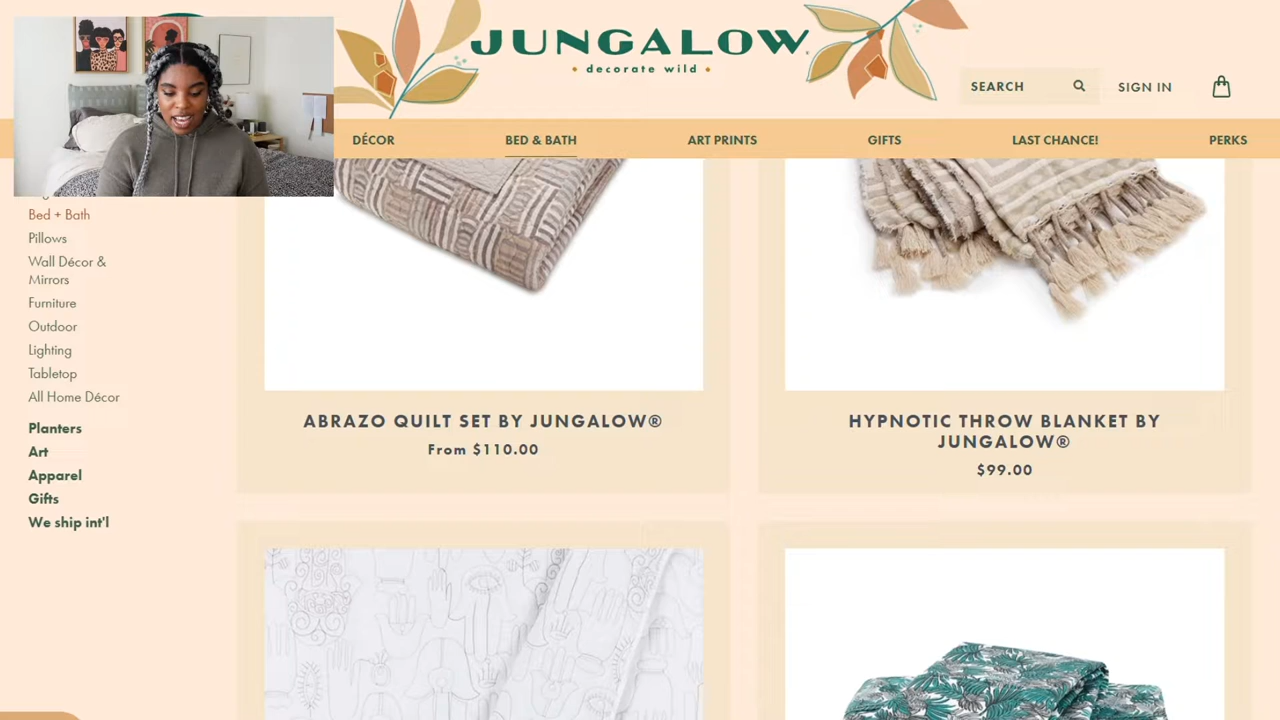 JUNGALOW
• decorate wild •
SEARCH
SIGN IN
DÉCOR
BED & BATH
ART PRINTS
GIFTS
LAST CHANCE!
PERKS
Bed + Bath
Pillows
Wall Décor &
Mirrors
Furniture
Outdoor
Lighting
Tabletop
All Home Décor
Planters
Art
Apparel
Gifts
We ship int'l
ABRAZO QUILT SET BY JUNGALOW®
From $110.00
HYPNOTIC THROW BLANKET BY
JUNGALOW®
$99.00